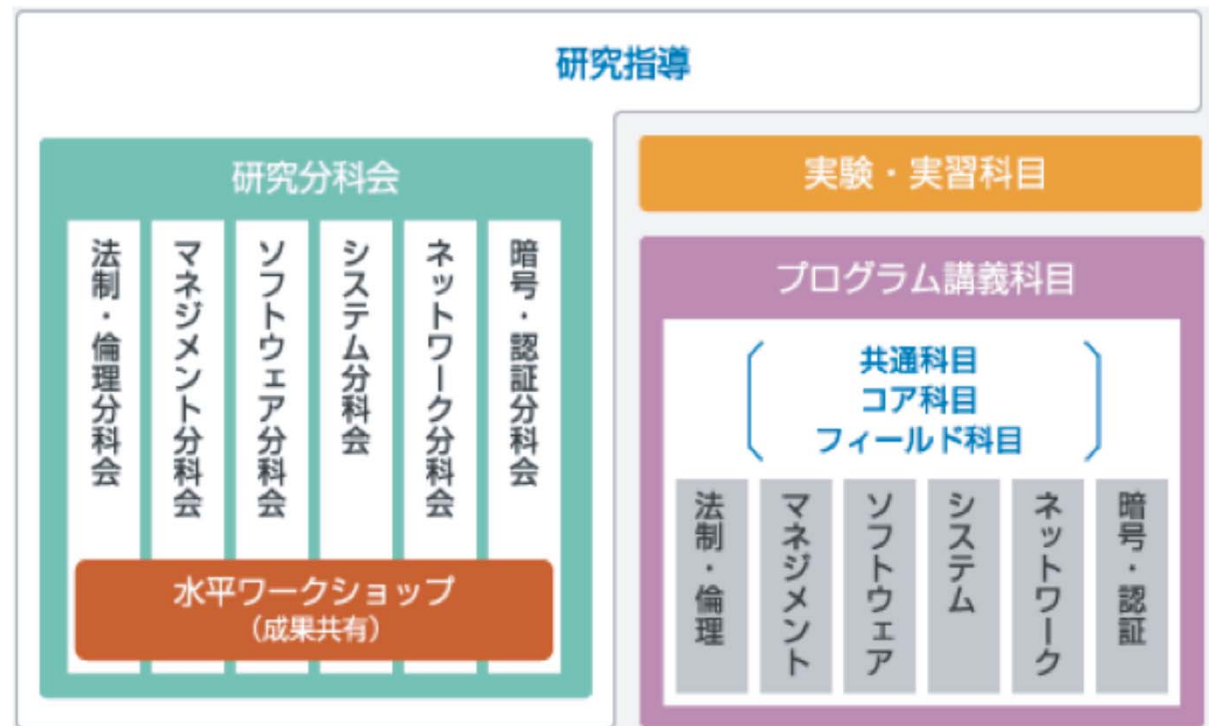 研究指導
研究分科会
法制・倫理分科会
マネジメント分科会
ソフトウェア分科会
システム分科会
ネットワーク分科会
暗号・認証分科会
水平ワークショップ
（成果共有）
実験・実習科目
プログラム講義科目
共通科目
コア科目
フィールド科目
法制・倫理
マネジメント
ソフトウェア
システム
ネットワーク
暗号・認証